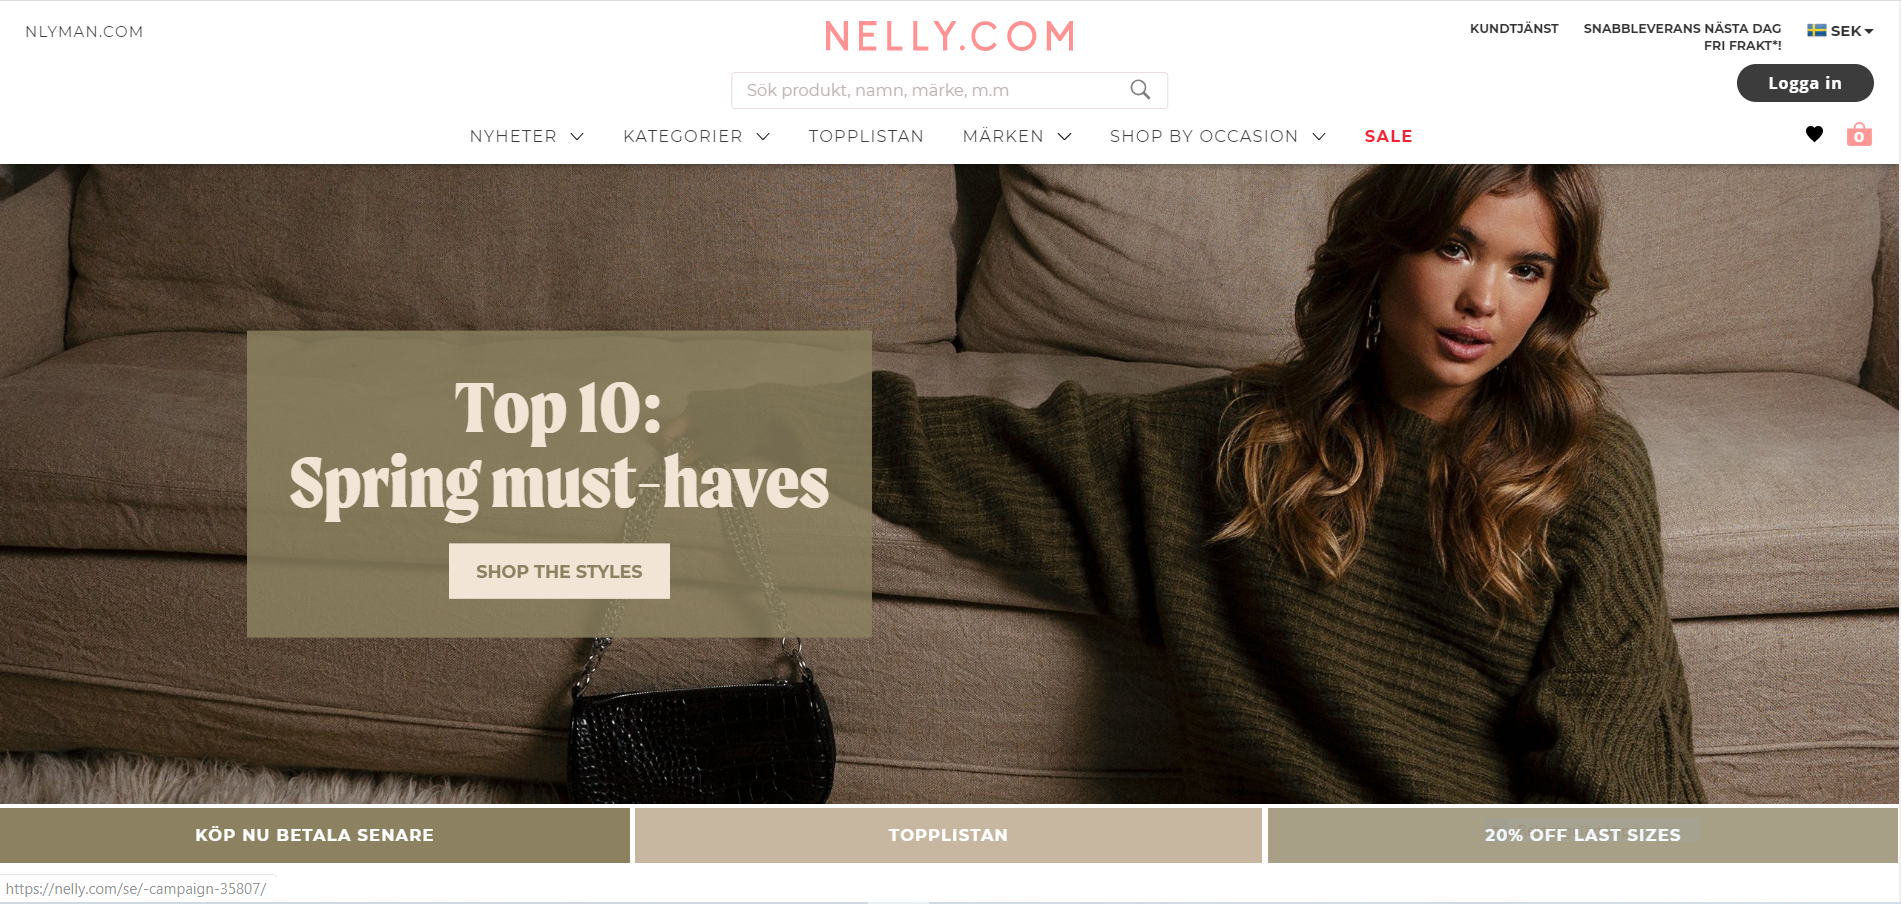 NLYMAN.COM
NELLY.COM
KUNDTJÄNST
SNABBLEVERANS NÄSTA DAG
FRI FRAKT*!
SEK
Sök produkt, namn, märke, m.m
Logga in
NYHETER
KATEGORIER
TOPPLISTAN
MÄRKEN
SHOP BY OCCASION
SALE
0
Top 10:
Spring must-haves
SHOP THE STYLES
KÖP NU BETALA SENARE
TOPPLISTAN
20% OFF LAST SIZES
https://nelly.com/se/-campaign-35807/